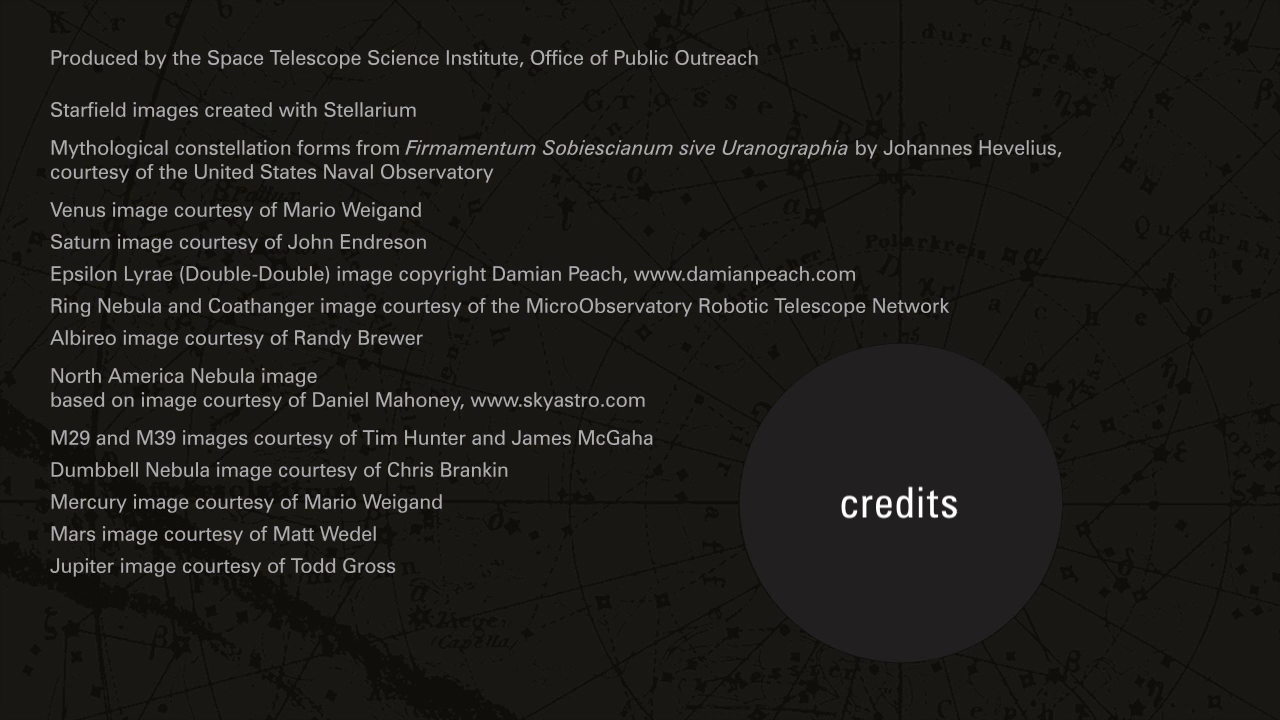 Produced by the Space Telescope Science Institute, Office of Public Outreach
Starfield images created with Stellarium
Mythological constellation forms from Firmamentum Sobiescianum sive Uranographia by Johannes Hevelius,
courtesy of the United States Naval Observatory
Venus image courtesy of Mario Weigand
Saturn image courtesy of John Endreson
Epsilon Lyrae (Double-Double) image copyright Damian Peach, www.damianpeach.com
Ring Nebula and Coathanger image courtesy of the MicroObservatory Robotic Telescope Network
Albireo image courtesy of Randy Brewer
North America Nebula image
based on image courtesy of Daniel Mahoney, www.skyastro.com
M29 and M39 images courtesy of Tim Hunter and James McGaha
Dumbbell Nebula image courtesy of Chris Brankin
Mercury image courtesy of Mario Weigand
Mars image courtesy of Matt Wedel
Jupiter image courtesy of Todd Gross
credits
durch
Grosse
Polarkreis
Capella